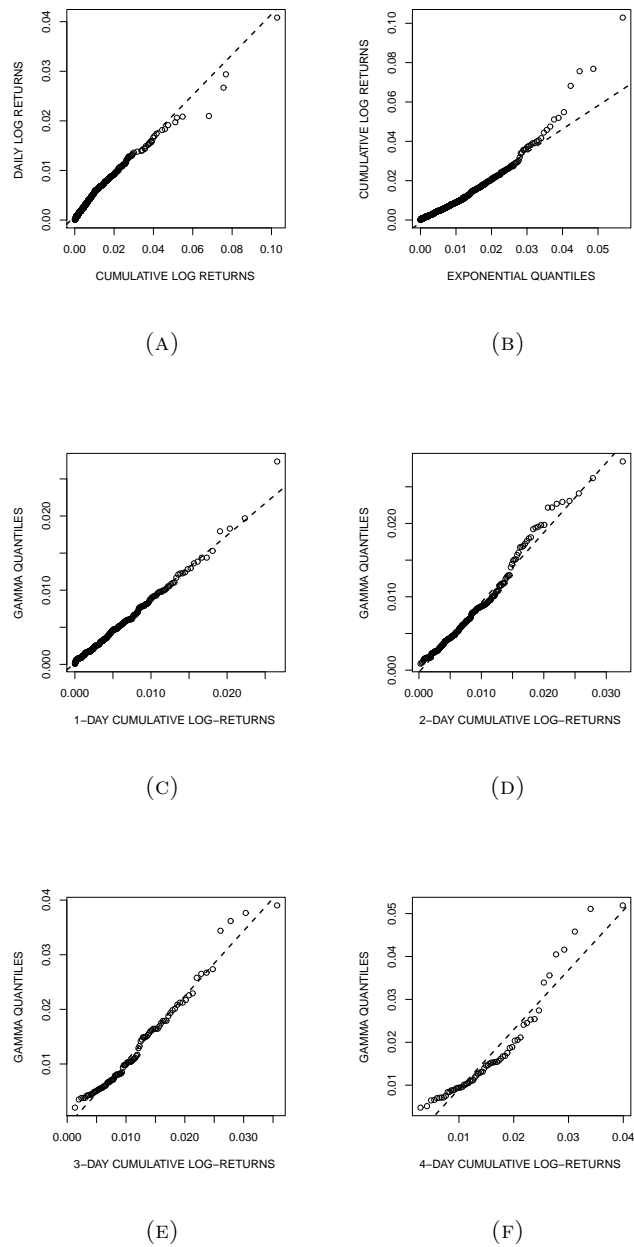 DAILY LOG RETURNS
0.00 0.01 0.02 0.03 0.04
0.00 0.02 0.04 0.06 0.08 0.10
CUMULATIVE LOG RETURNS
(A)
CUMULATIVE LOG RETURNS
0.00 0.02 0.04 0.06 0.08 0.10
0.00 0.01 0.02 0.03 0.04 0.05
EXPONENTIAL QUANTILES
(B)
GAMMA QUANTILES
0.000 0.010 0.020
0.000 0.010 0.020
1−DAY CUMULATIVE LOG−RETURNS
(C)
GAMMA QUANTILES
0.000 0.010 0.020
0.000 0.010 0.020 0.030
2−DAY CUMULATIVE LOG−RETURNS
(D)
GAMMA QUANTILES
0.01 0.02 0.03 0.04
0.000 0.010 0.020 0.030
3−DAY CUMULATIVE LOG−RETURNS
(E)
GAMMA QUANTILES
0.01 0.02 0.03 0.04 0.05
0.01 0.02 0.03 0.04
4−DAY CUMULATIVE LOG−RETURNS
(F)